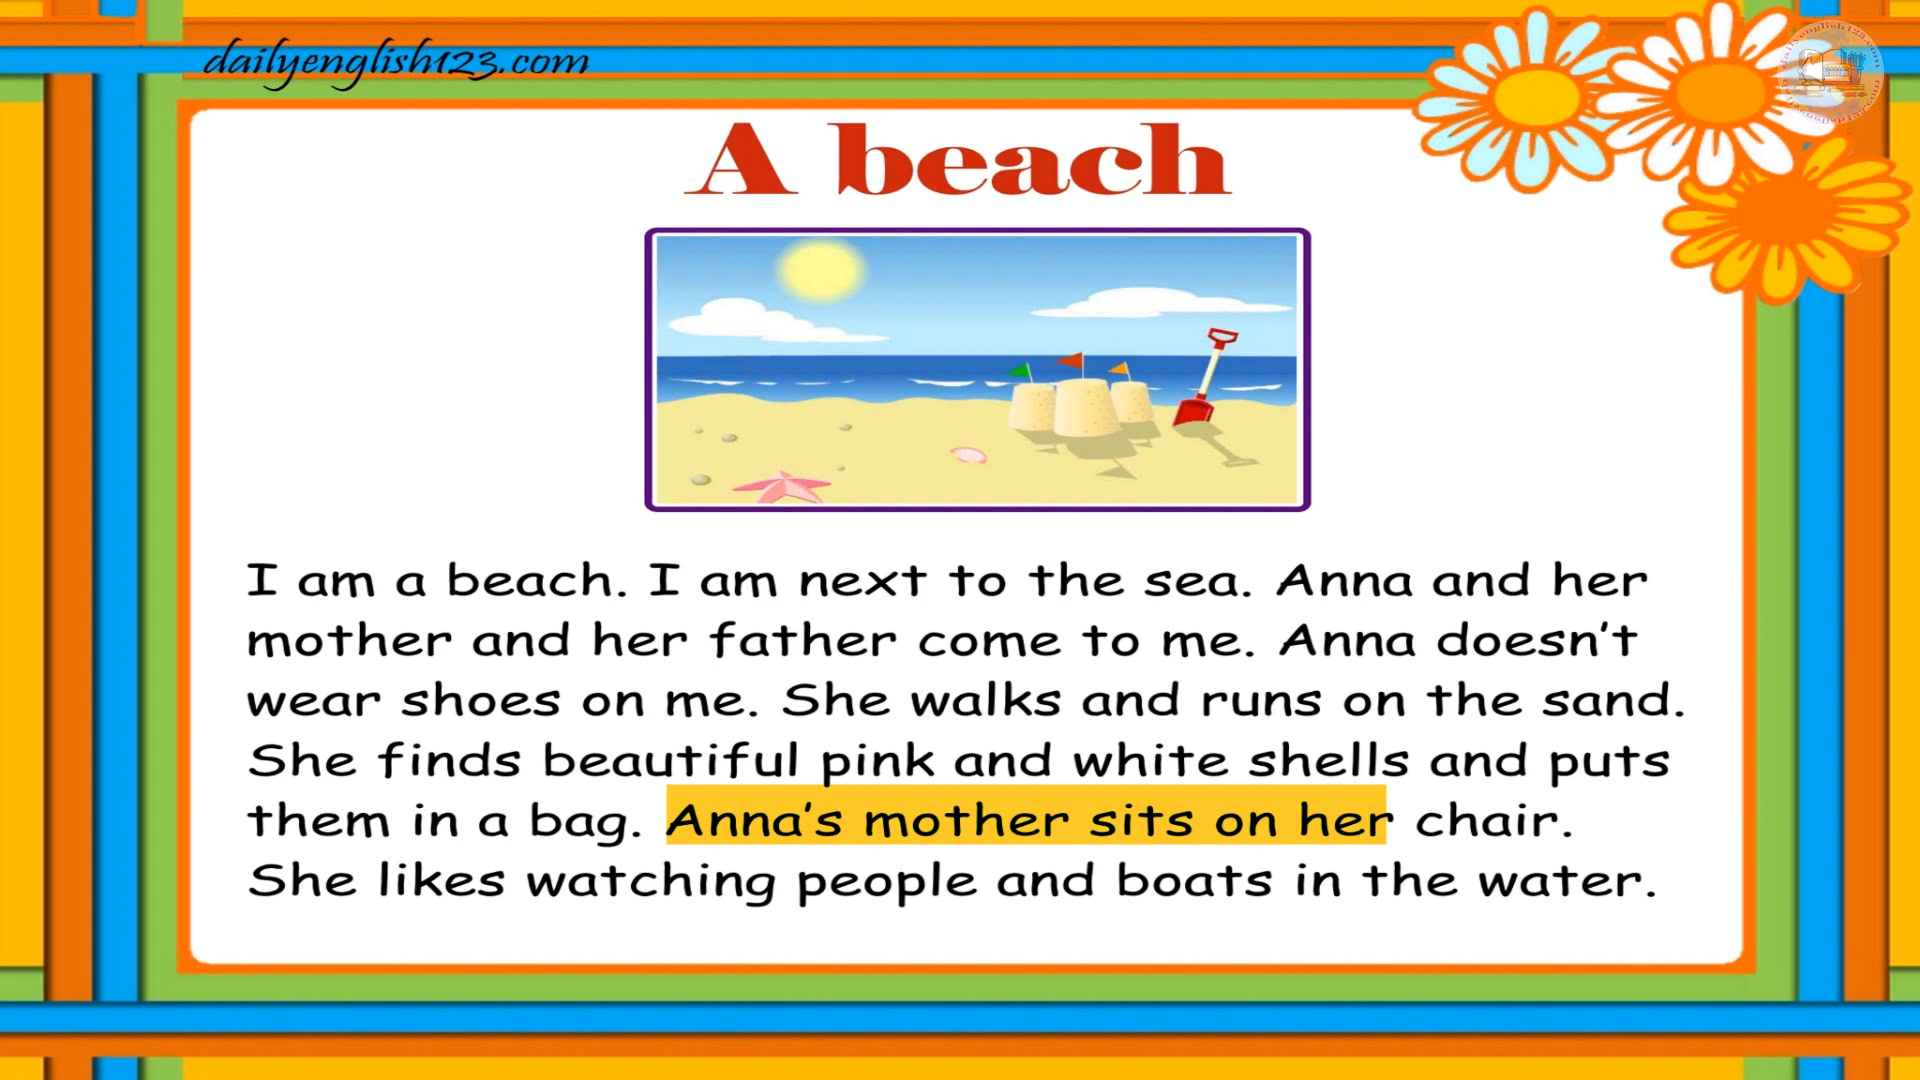 dailyenglish123.com
A beach
I am a beach. I am next to the sea. Anna and her
mother and her father come to me. Anna doesn't
wear shoes on me. She walks and runs on the sand.
She finds beautiful pink and white shells and puts
them in a bag. Anna's mother sits on her chair.
She likes watching people and boats in the water.